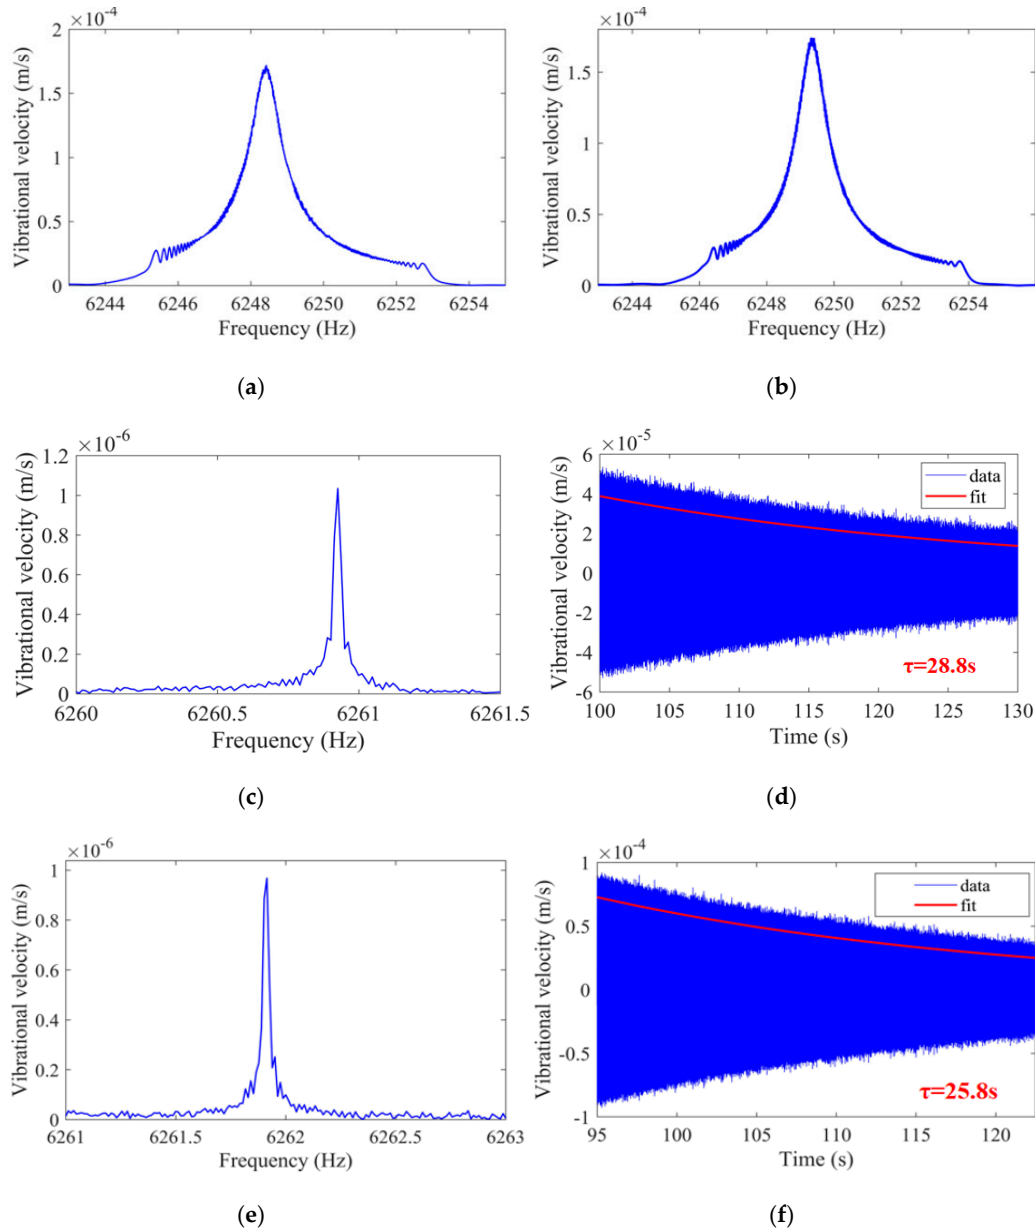 ×10⁻⁴
2
1.5
1
0.5
0
Vibrational velocity (m/s)
6244 6246 6248 6250 6252 6254
Frequency (Hz)
(a)
×10⁻⁴
1.5
1
0.5
0
Vibrational velocity (m/s)
6244 6246 6248 6250 6252 6254
Frequency (Hz)
(b)
×10⁻⁶
1.2
1
0.8
0.6
0.4
0.2
0
Vibrational velocity (m/s)
6260 6260.5 6261 6261.5
Frequency (Hz)
(c)
×10⁻⁵
6
4
2
0
-2
-4
-6
Vibrational velocity (m/s)
data
fit
τ=28.8s
100 105 110 115 120 125 130
Time (s)
(d)
×10⁻⁶
1
0.8
0.6
0.4
0.2
0
Vibrational velocity (m/s)
6261 6261.5 6262 6262.5 6263
Frequency (Hz)
(e)
×10⁻⁴
1
0.5
0
-0.5
-1
Vibrational velocity (m/s)
data
fit
τ=25.8s
95 100 105 110 115 120
Time (s)
(f)